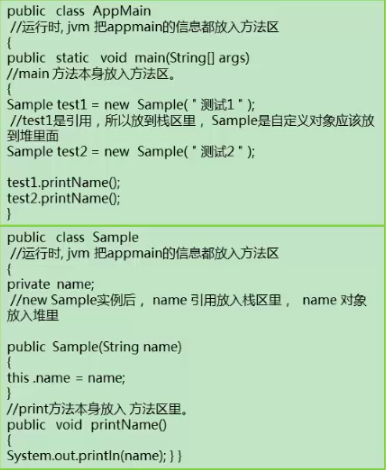 public class AppMain
//运行时, jvm 把appmain的信息都放入方法区
{
public static void main(String[] args)
//main 方法本身放入方法区。
{
Sample test1 = new Sample( " 测试1 " );
//test1是引用，所以放到栈区里， Sample是自定义对象应该放
到堆里面
Sample test2 = new Sample( " 测试2 " );
test1.printName();
test2.printName();
}
public class Sample
//运行时, jvm 把appmain的信息都放入方法区
{
private name;
//new Sample实例后， name 引用放入栈区里， name 对象
放入堆里
public Sample(String name)
{
this .name = name;
}
//print方法本身放入 方法区里。
public void printName()
{
System.out.println(name); } }